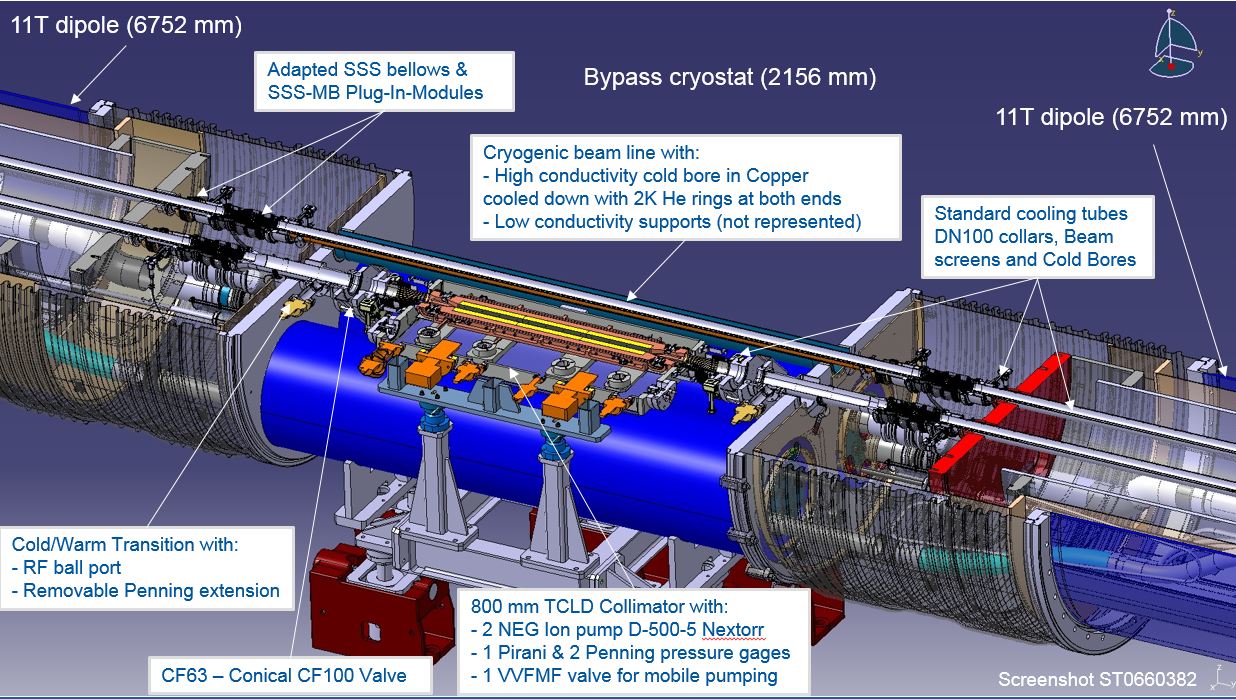 11T dipole (6752 mm)
Adapted SSS bellows &
SSS-MB Plug-In-Modules
Bypass cryostat (2156 mm)
11T dipole (6752 mm)
Cryogenic beam line with:
- High conductivity cold bore in Copper
cooled down with 2K He rings at both ends
- Low conductivity supports (not represented)
Standard cooling tubes
DN100 collars, Beam
screens and Cold Bores
Cold/Warm Transition with:
- RF ball port
- Removable Penning extension
800 mm TCLD Collimator with:
- 2 NEG Ion pump D-500-5 Nextorr
- 1 Pirani & 2 Penning pressure gages
- 1 VVFMF valve for mobile pumping
CF63 – Conical CF100 Valve
Screenshot ST0660382
z
y
x
z
y
x